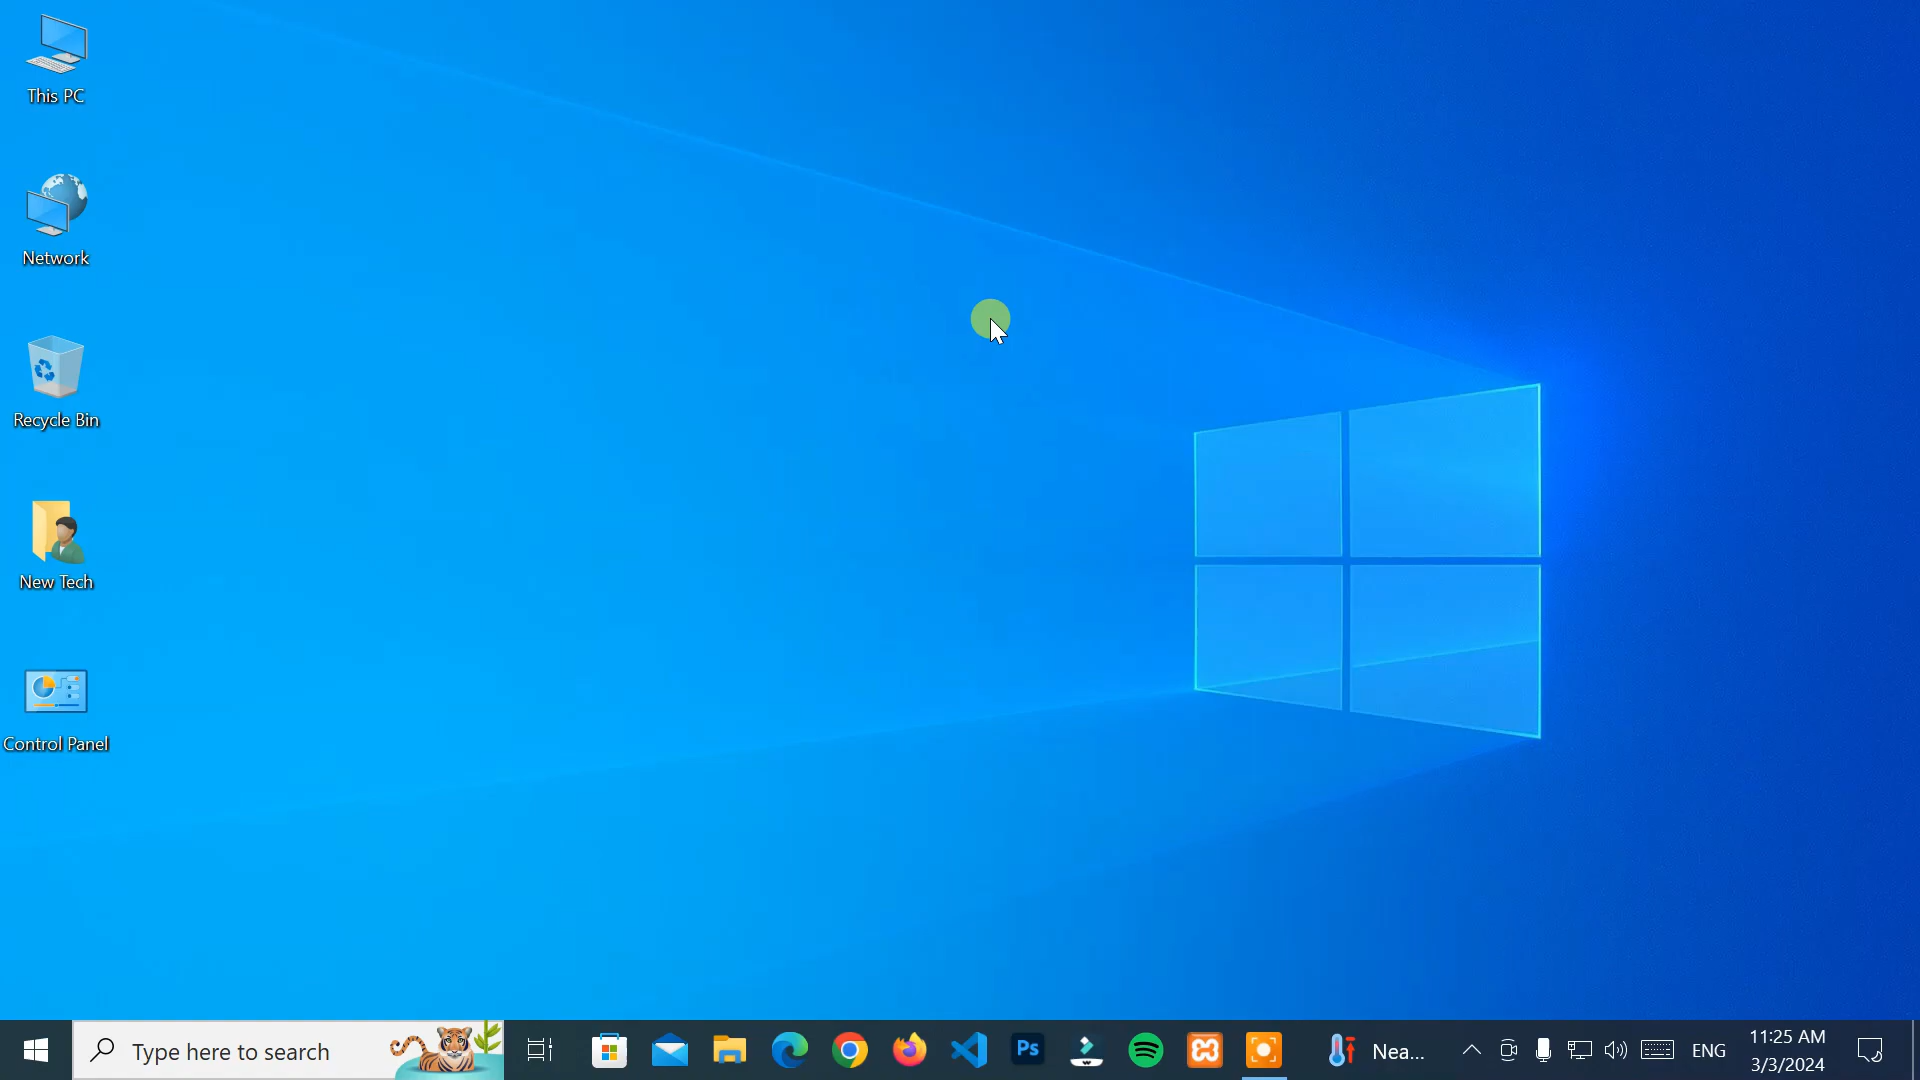 This PC
Network
Recycle Bin
New Tech
Control Panel
Type here to search
Ps
Nea...
ENG
11:25 AM
3/3/2024